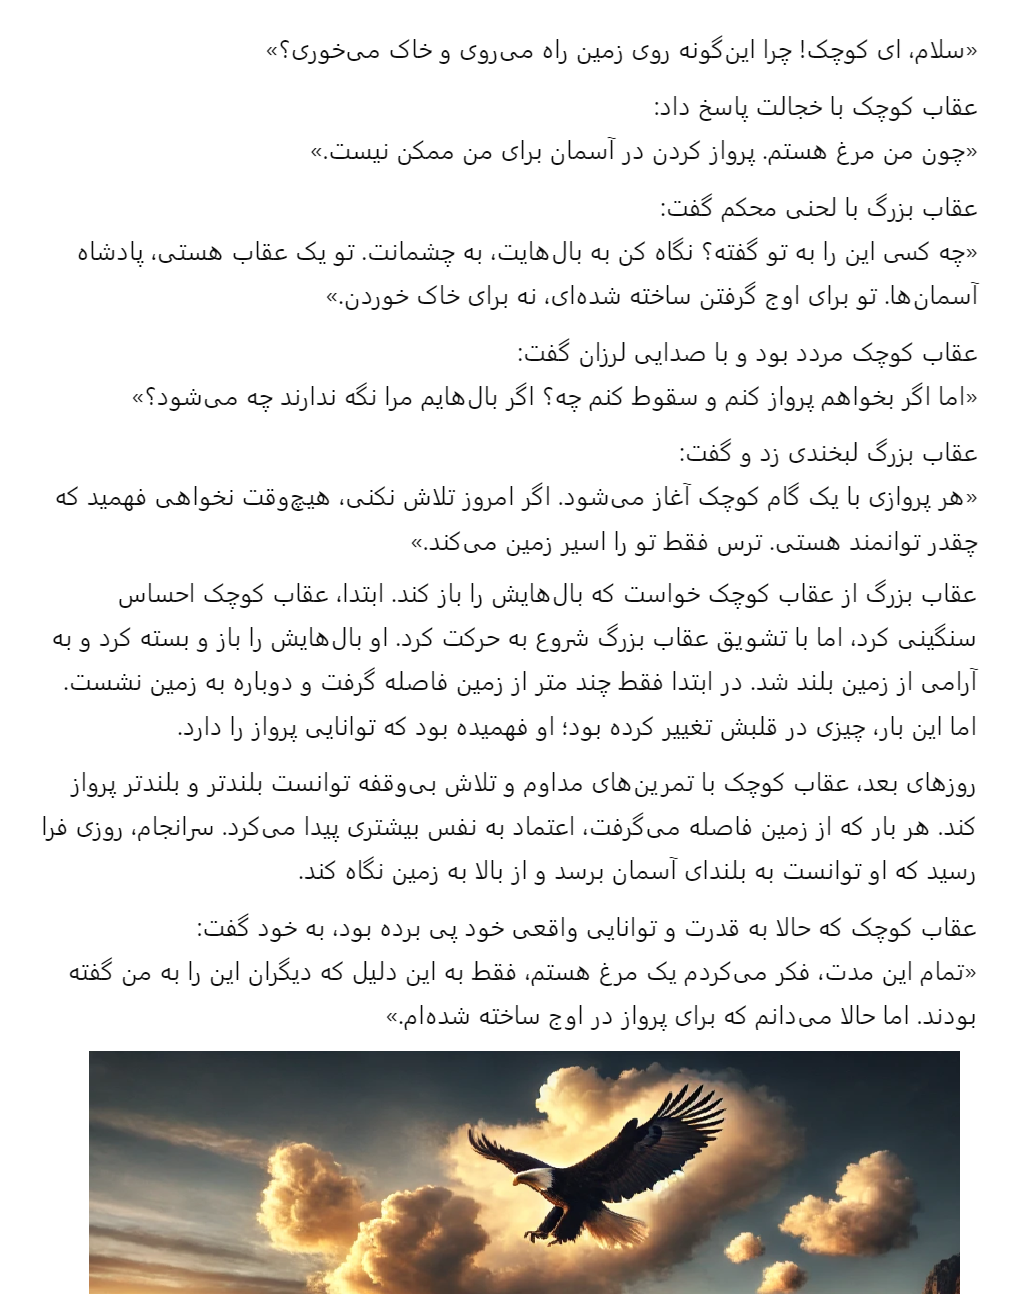 «سلام، ای کوچک! چرا این‌گونه روی زمین راه می‌روی و خاک می‌خوری؟»
عقاب کوچک با خجالت پاسخ داد:
«چون من مرغ هستم. پرواز کردن در آسمان برای من ممکن نیست.»
عقاب بزرگ با لحنی محکم گفت:
«چه کسی این را به تو گفته؟ نگاه کن به بال‌هایت، به چشمانت. تو یک عقاب هستی، پادشاه
آسمان‌ها. تو برای اوج گرفتن ساخته شده‌ای، نه برای خاک خوردن.»
عقاب کوچک مردد بود و با صدایی لرزان گفت:
«اما اگر بخواهم پرواز کنم و سقوط کنم چه؟ اگر بال‌هایم مرا نگه ندارند چه می‌شود؟»
عقاب بزرگ لبخندی زد و گفت:
«هر پروازی با یک گام کوچک آغاز می‌شود. اگر امروز تلاش نکنی، هیچ‌وقت نخواهی فهمید که
چقدر توانمند هستی. ترس فقط تو را اسیر زمین می‌کند.»
عقاب بزرگ از عقاب کوچک خواست که بال‌هایش را باز کند. ابتدا، عقاب کوچک احساس
سنگینی کرد، اما با تشویق عقاب بزرگ شروع به حرکت کرد. او بال‌هایش را باز و بسته کرد و به
آرامی از زمین بلند شد. در ابتدا فقط چند متر از زمین فاصله گرفت و دوباره به زمین نشست.
اما این بار، چیزی در قلبش تغییر کرده بود؛ او فهمیده بود که توانایی پرواز را دارد.
روزهای بعد، عقاب کوچک با تمرین‌های مداوم و تلاش بی‌وقفه توانست بلندتر و بلندتر پرواز
کند. هر بار که از زمین فاصله می‌گرفت، اعتماد به نفس بیشتری پیدا می‌کرد. سرانجام، روزی فرا
رسید که او توانست به بلندای آسمان برسد و از بالا به زمین نگاه کند.
عقاب کوچک که حالا به قدرت و توانایی واقعی خود پی برده بود، به خود گفت:
«تمام این مدت، فکر می‌کردم یک مرغ هستم، فقط به این دلیل که دیگران این را به من گفته
بودند. اما حالا می‌دانم که برای پرواز در اوج ساخته شده‌ام.»